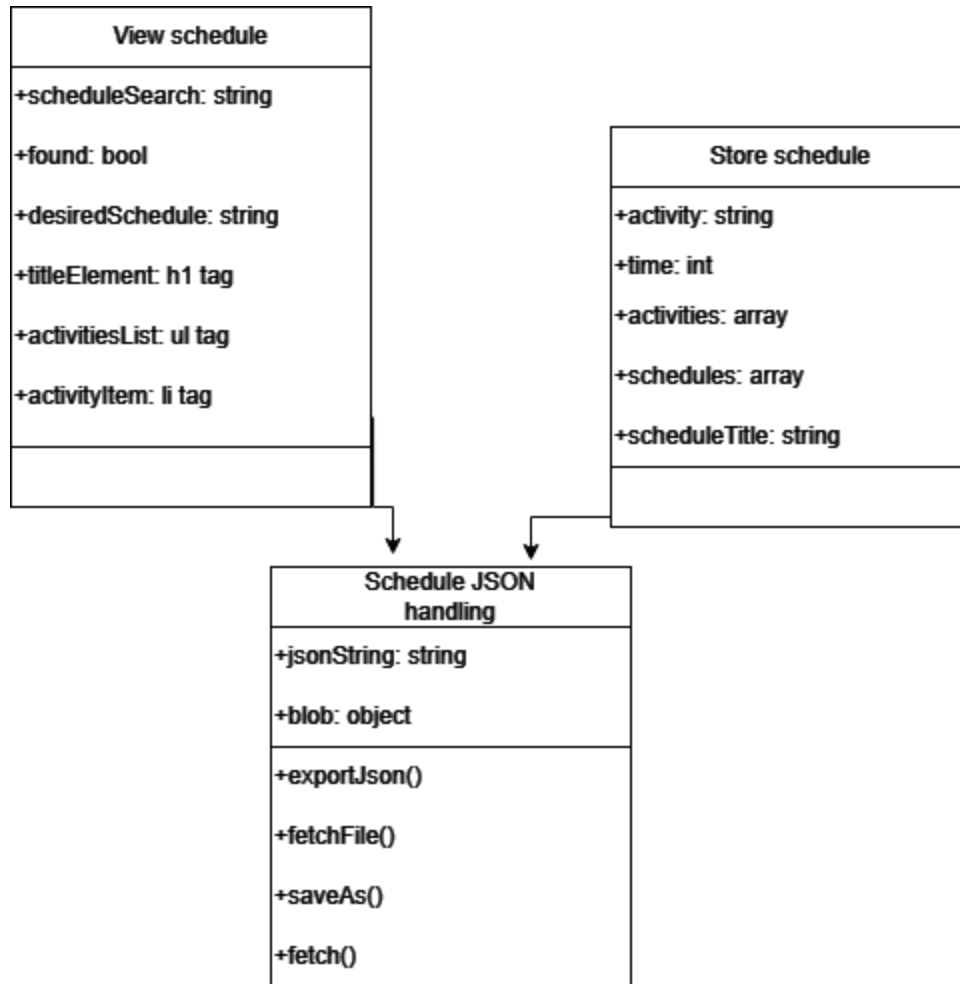 View schedule
+scheduleSearch: string
+found: bool
+desiredSchedule: string
+titleElement: h1 tag
+activitiesList: ul tag
+activityItem: li tag
Store schedule
+activity: string
+time: int
+activities: array
+schedules: array
+scheduleTitle: string
Schedule JSON
handling
+jsonString: string
+blob: object
+exportJson()
+fetchFile()
+saveAs()
+fetch()